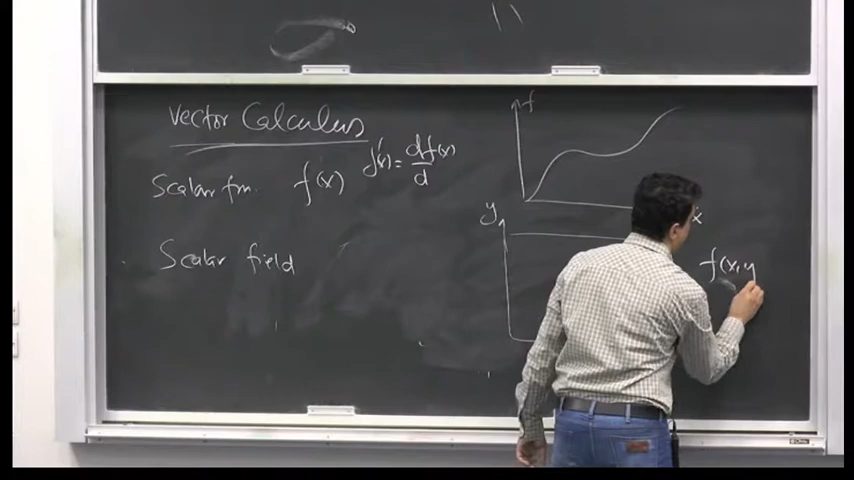 Vector Calculus
Scalar fn. f(x) f'(x) = df(x)/d
Scalar field
f
x
y
f(x, y